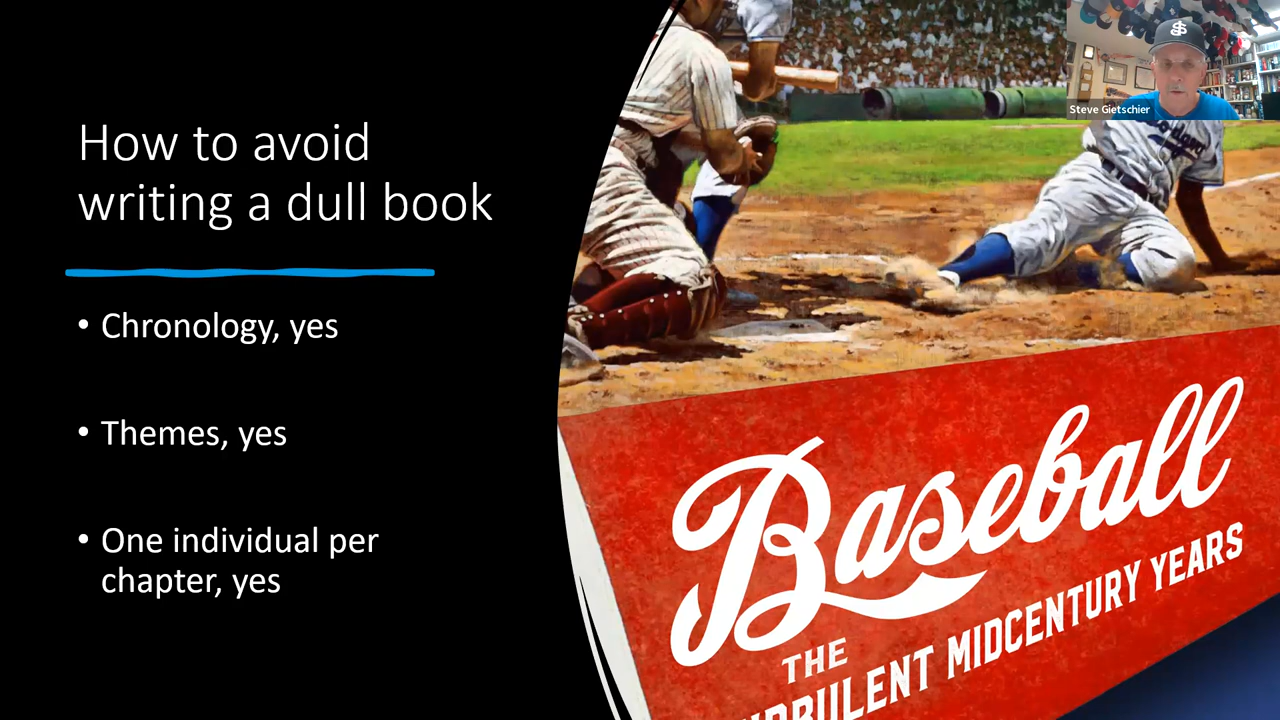 How to avoid
writing a dull book
• Chronology, yes
• Themes, yes
• One individual per
chapter, yes
Steve Gietschier
Baseball
THE
MIDCENTURY YEARS